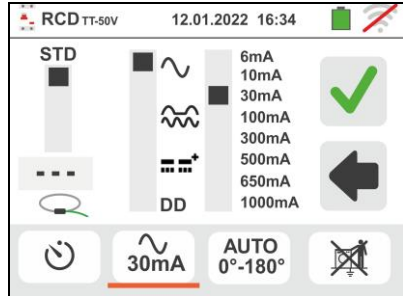 RCD TT-50V 12.01.2022 16:34
STD
6mA
10mA
30mA
100mA
300mA
500mA
650mA
1000mA
---
DD
30mA
AUTO
0°-180°